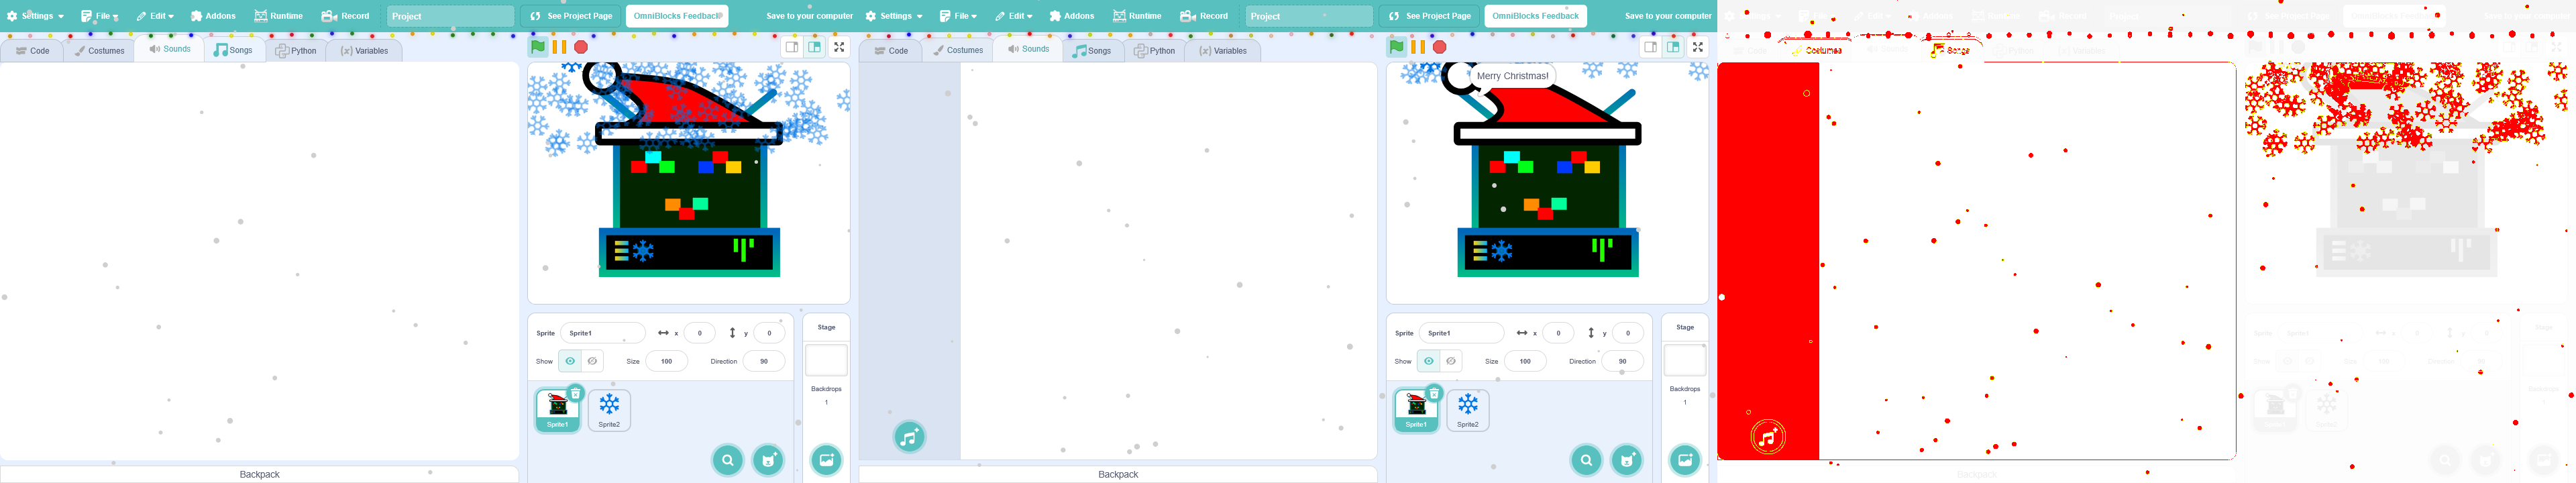 Settings File Edit Addons Runtime Record Project See Project Page OmniBlocks Feedback Save to your computer
Code Costumes Sounds Songs Python (x) Variables
Sprite Sprite1 x 0 y 0
Show Size 100 Direction 90
Stage
Backdrops
1
Sprite1 Sprite2
Backpack
Settings File Edit Addons Runtime Record Project See Project Page OmniBlocks Feedback Save to your computer
Code Costumes Sounds Songs Python (x) Variables
Merry Christmas!
Sprite Sprite1 x 0 y 0
Show Size 100 Direction 90
Stage
Backdrops
1
Sprite1 Sprite2
Backpack
Costumes Songs
Backpack